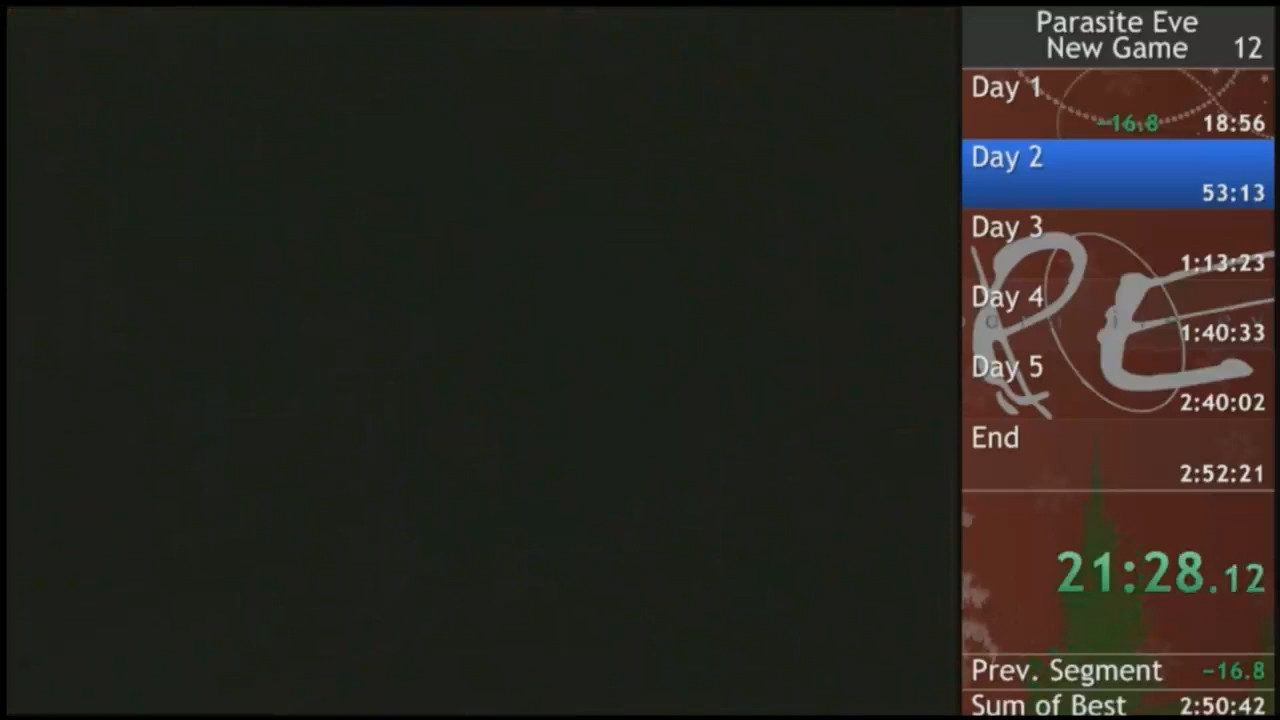 Parasite Eve
New Game 12
Day 1
-16.8 18:56
Day 2
53:13
Day 3
1:13:23
Day 4
1:40:33
Day 5
2:40:02
End
2:52:21
21:28.12
Prev. Segment -16.8
Sum of Best 2:50:42
PE